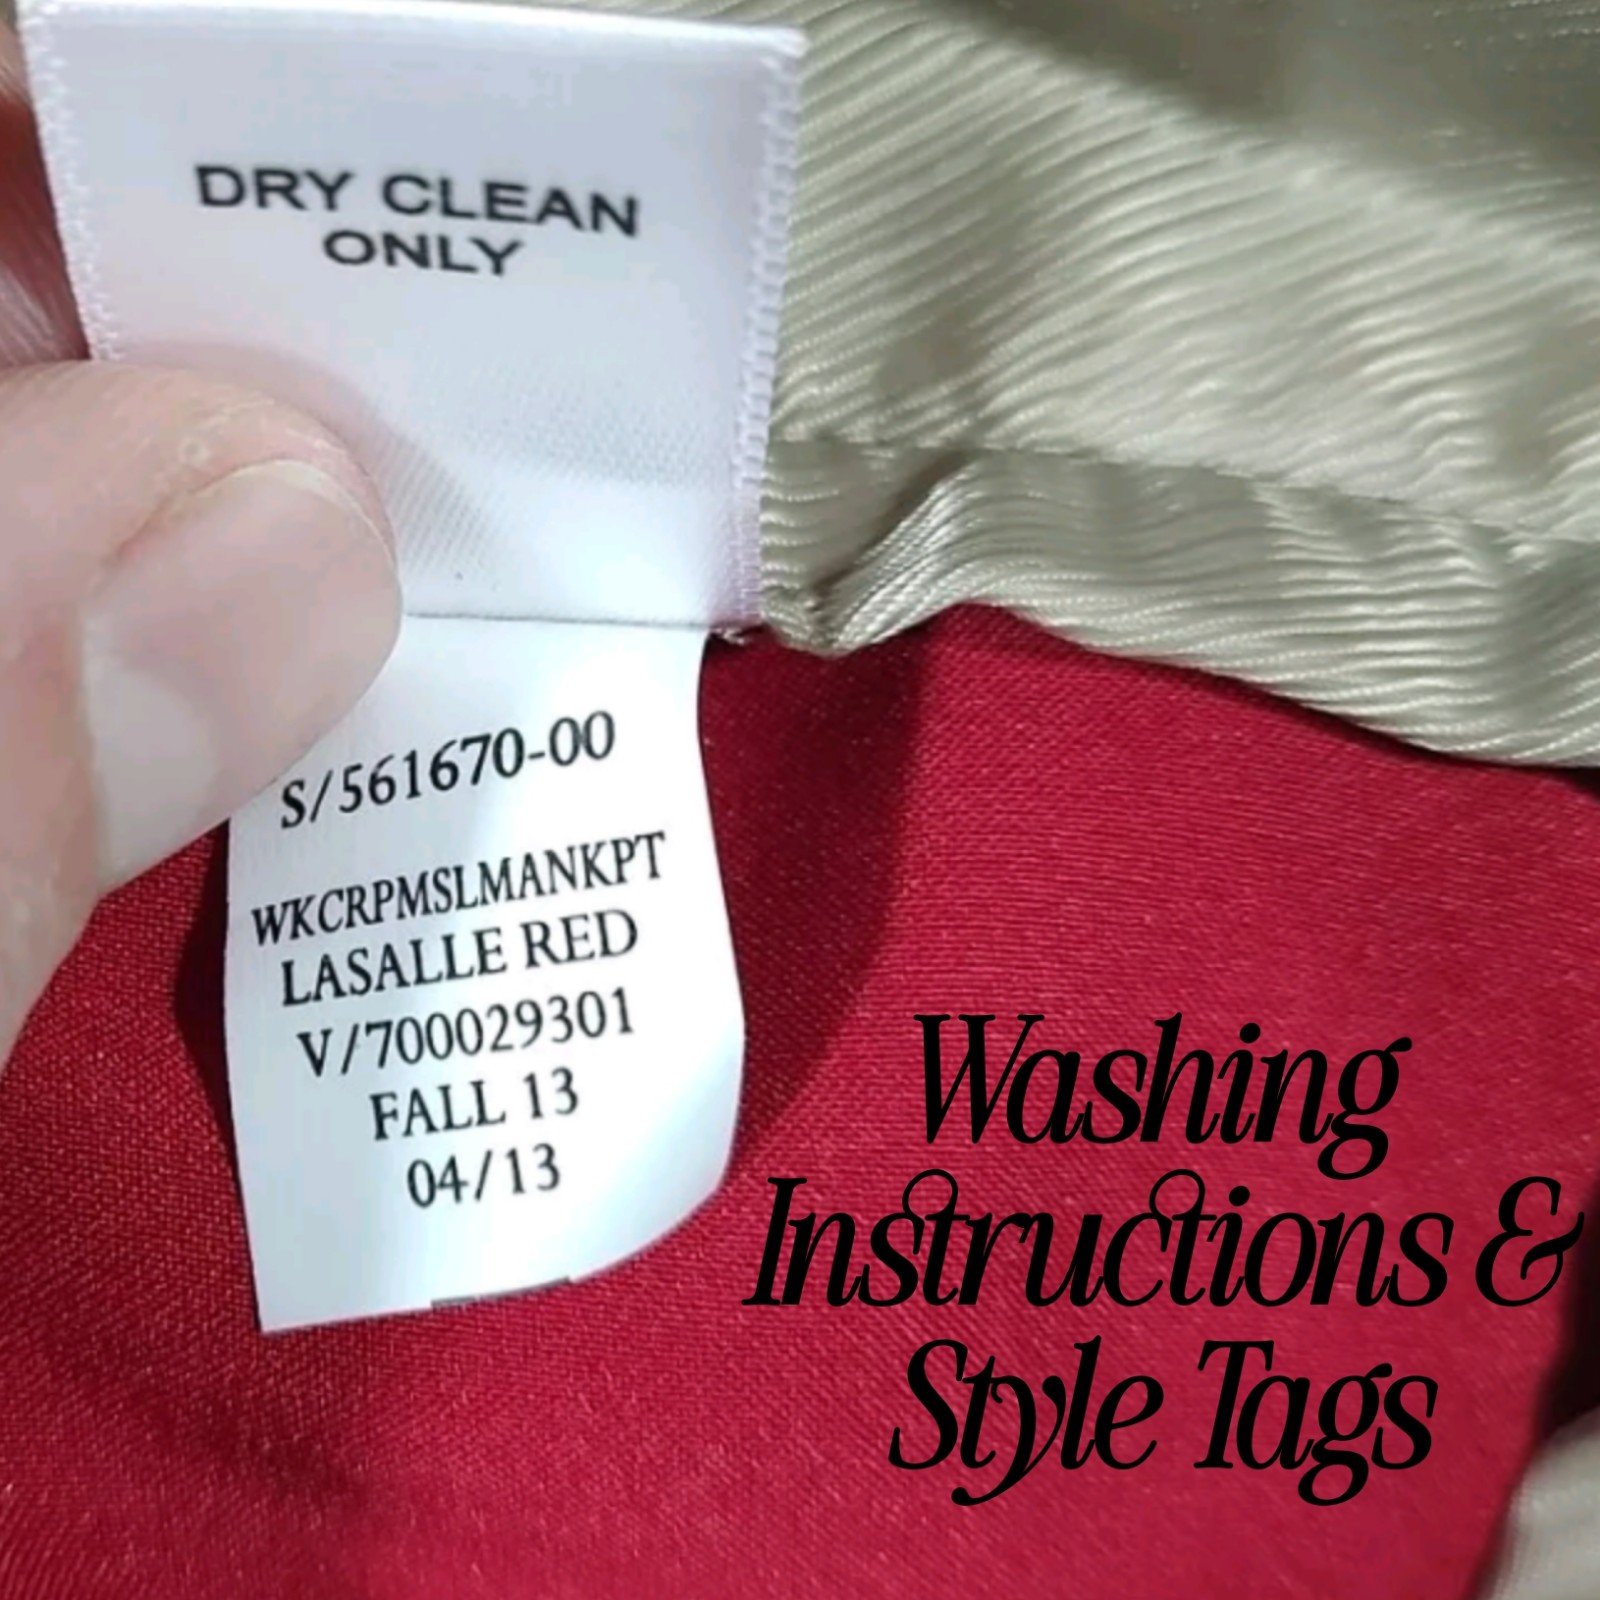 DRY CLEAN
ONLY
S/561670-00
WKCRPMSLMANKPT
LASALLE RED
V/700029301
FALL 13
04/13
Washing
Instructions &
Style Tags